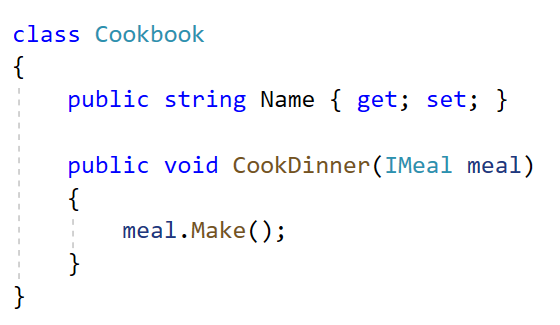 class Cookbook
{
    public string Name { get; set; }

    public void CookDinner(IMeal meal)
    {
        meal.Make();
    }
}